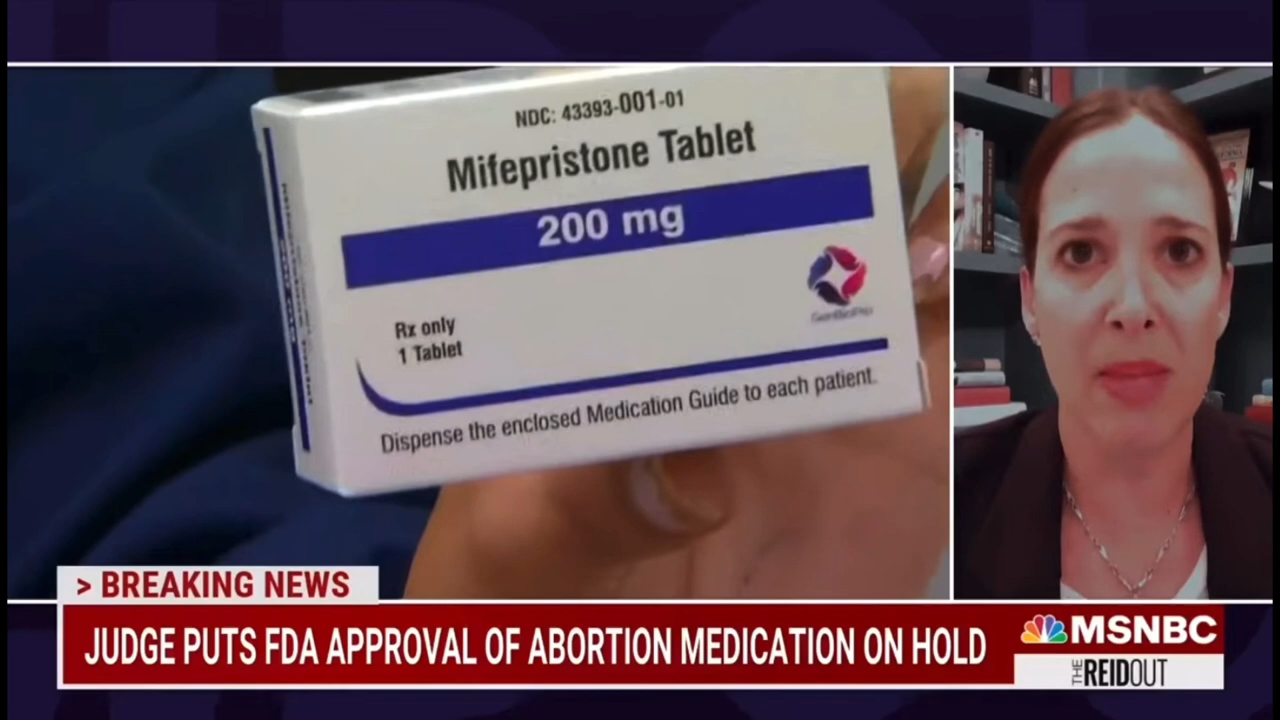 NDC: 43393-001-01
Mifepristone Tablet
200 mg
GenBioPro
Rx only
1 Tablet
Dispense the enclosed Medication Guide to each patient.
> BREAKING NEWS
JUDGE PUTS FDA APPROVAL OF ABORTION MEDICATION ON HOLD
MSNBC
THE REIDOUT